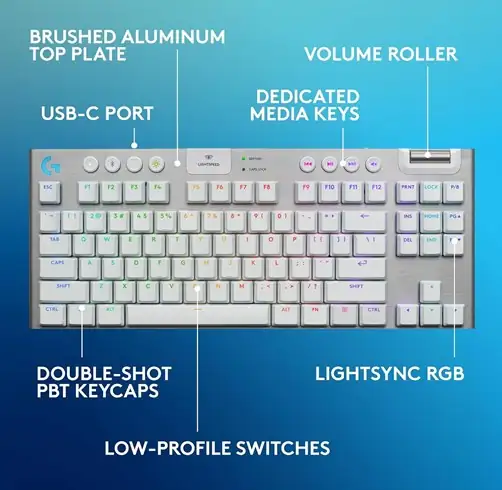 BRUSHED ALUMINUM
TOP PLATE
VOLUME ROLLER
USB-C PORT
DEDICATED
MEDIA KEYS
LIGHTSPEED
ESC F1 F2 F3 F4 F5 F6 F7 F8 F9 F10 F11 F12 PRNT LOCK P/B
INS HOME PG
TAB Q W E R T Y U I O P DEL END
CAPS A S D F G H J K L
SHIFT Z X C V B N M SHIFT
CTRL ALT ALT FN CTRL
DOUBLE-SHOT
PBT KEYCAPS
LIGHTSYNC RGB
LOW-PROFILE SWITCHES